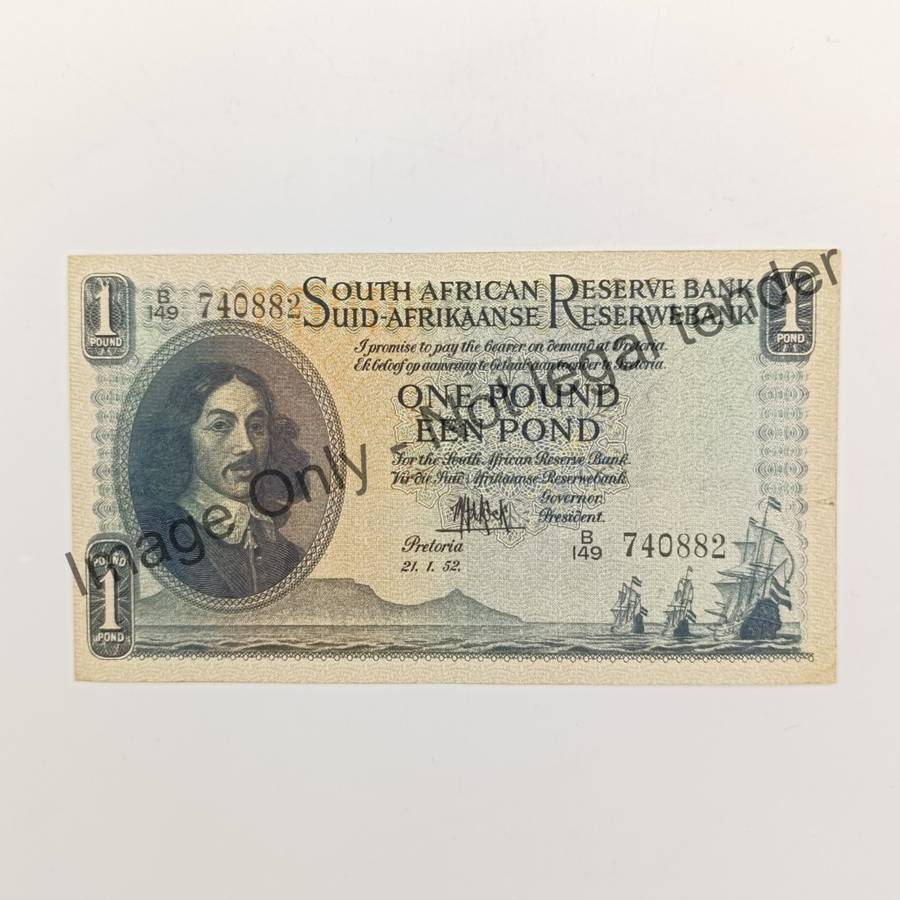 1
POUND
B
149 740882
SOUTH AFRICAN RESERVE BANK
SUID-AFRIKAANSE RESERWEBANK
1
POUND
I promise to pay the bearer on demand at Pretoria.
Ek beloof op aanvraag te betaal aan toonder te Pretoria.
ONE POUND
EEN POND
For the South African Reserve Bank.
Vir die Suid-Afrikaanse Reserwebank
Governor.
President.
Pretoria
21. 1. 52.
B
149 740882
POUND
1
POND
Image Only - Not legal tender